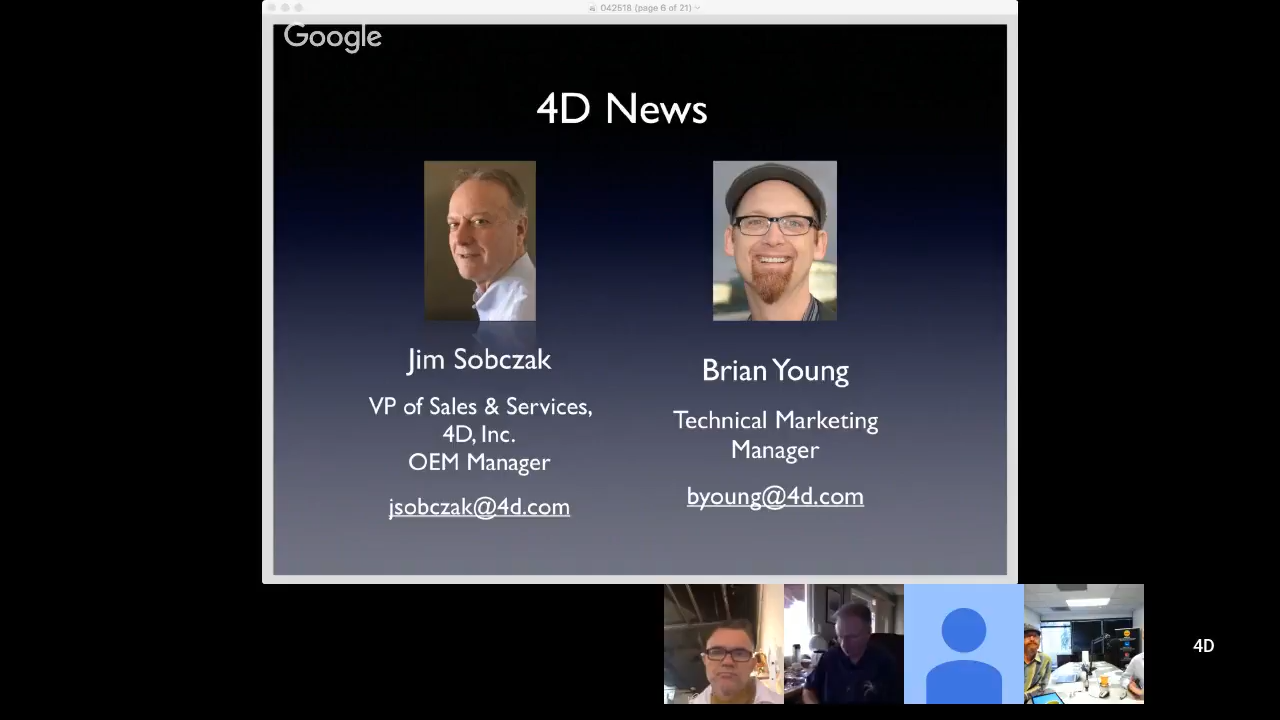 042518 (page 6 of 21)
Google
4D News
Jim Sobczak
VP of Sales & Services,
4D, Inc.
OEM Manager
jsobczak@4d.com
Brian Young
Technical Marketing
Manager
byoung@4d.com
4D